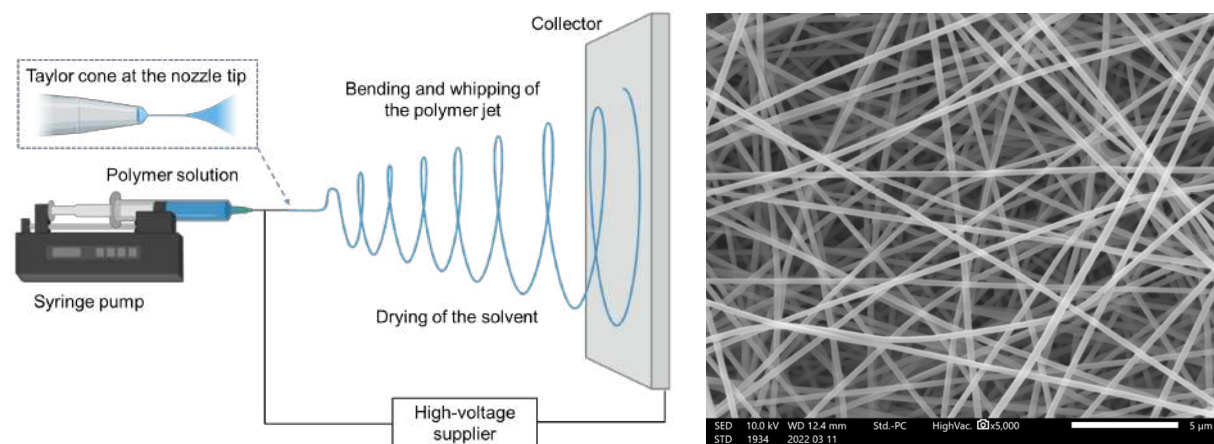 Collector
Taylor cone at the nozzle tip
Bending and whipping of
the polymer jet
Polymer solution
Syringe pump
Drying of the solvent
High-voltage
supplier
SED 10.0 kV WD 12.4 mm Std.-PC HighVac. x5,000 5 µm
STD 1934 2022 03 11